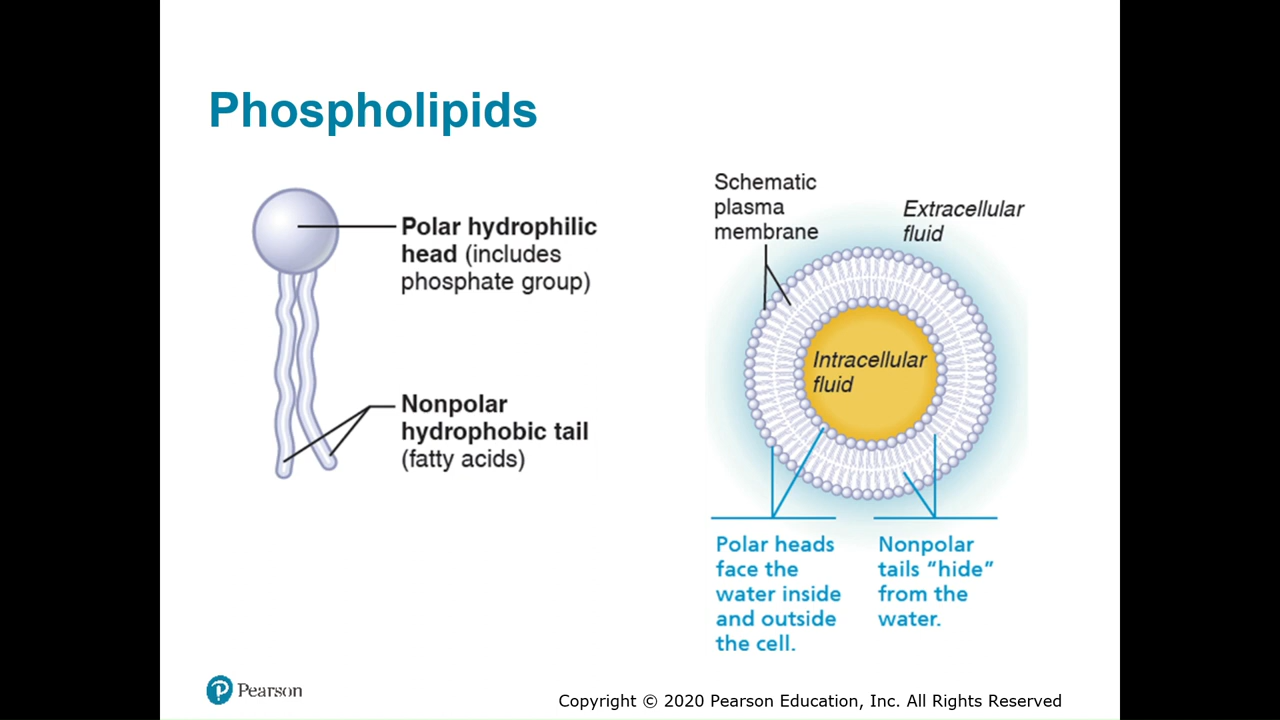 Phospholipids
Polar hydrophilic
head (includes
phosphate group)
Nonpolar
hydrophobic tail
(fatty acids)
Schematic
plasma
membrane
Extracellular
fluid
Intracellular
fluid
Polar heads
face the
water inside
and outside
the cell.
Nonpolar
tails “hide”
from the
water.
Pearson
Copyright © 2020 Pearson Education, Inc. All Rights Reserved